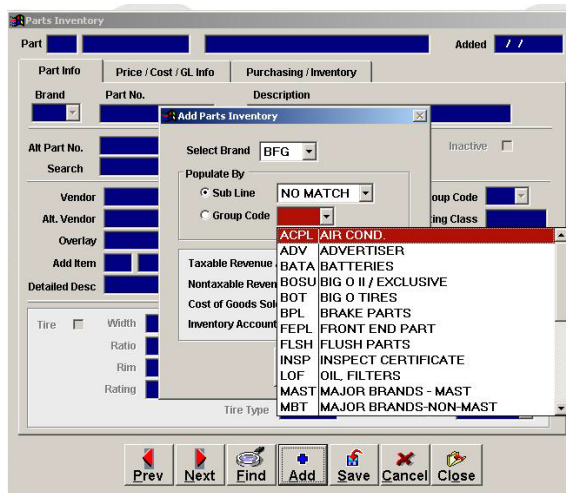 Parts Inventory
Part Added / /
Part Info Price / Cost / GL Info Purchasing / Inventory
Brand Part No. Description
Add Parts Inventory
Alt Part No. Inactive
Search
Select Brand BFG
Populate By
Sub Line NO MATCH
Group Code
Vendor oup Code
Alt. Vendor ing Class
Overlay
Add Item
Detailed Desc
Taxable Revenue
Nontaxable Reven
Cost of Goods Sol
Inventory Account
ACPL AIR COND.
ADV ADVERTISER
BATA BATTERIES
BOSU BIG O II / EXCLUSIVE
BOT BIG O TIRES
BPL BRAKE PARTS
FEPL FRONT END PART
FLSH FLUSH PARTS
INSP INSPECT CERTIFICATE
LOF OIL, FILTERS
MAST MAJOR BRANDS - MAST
MBT MAJOR BRANDS-NON-MAST
Tire Width
Ratio
Rim
Rating
Tire Type
Prev Next Find Add Save Cancel Close